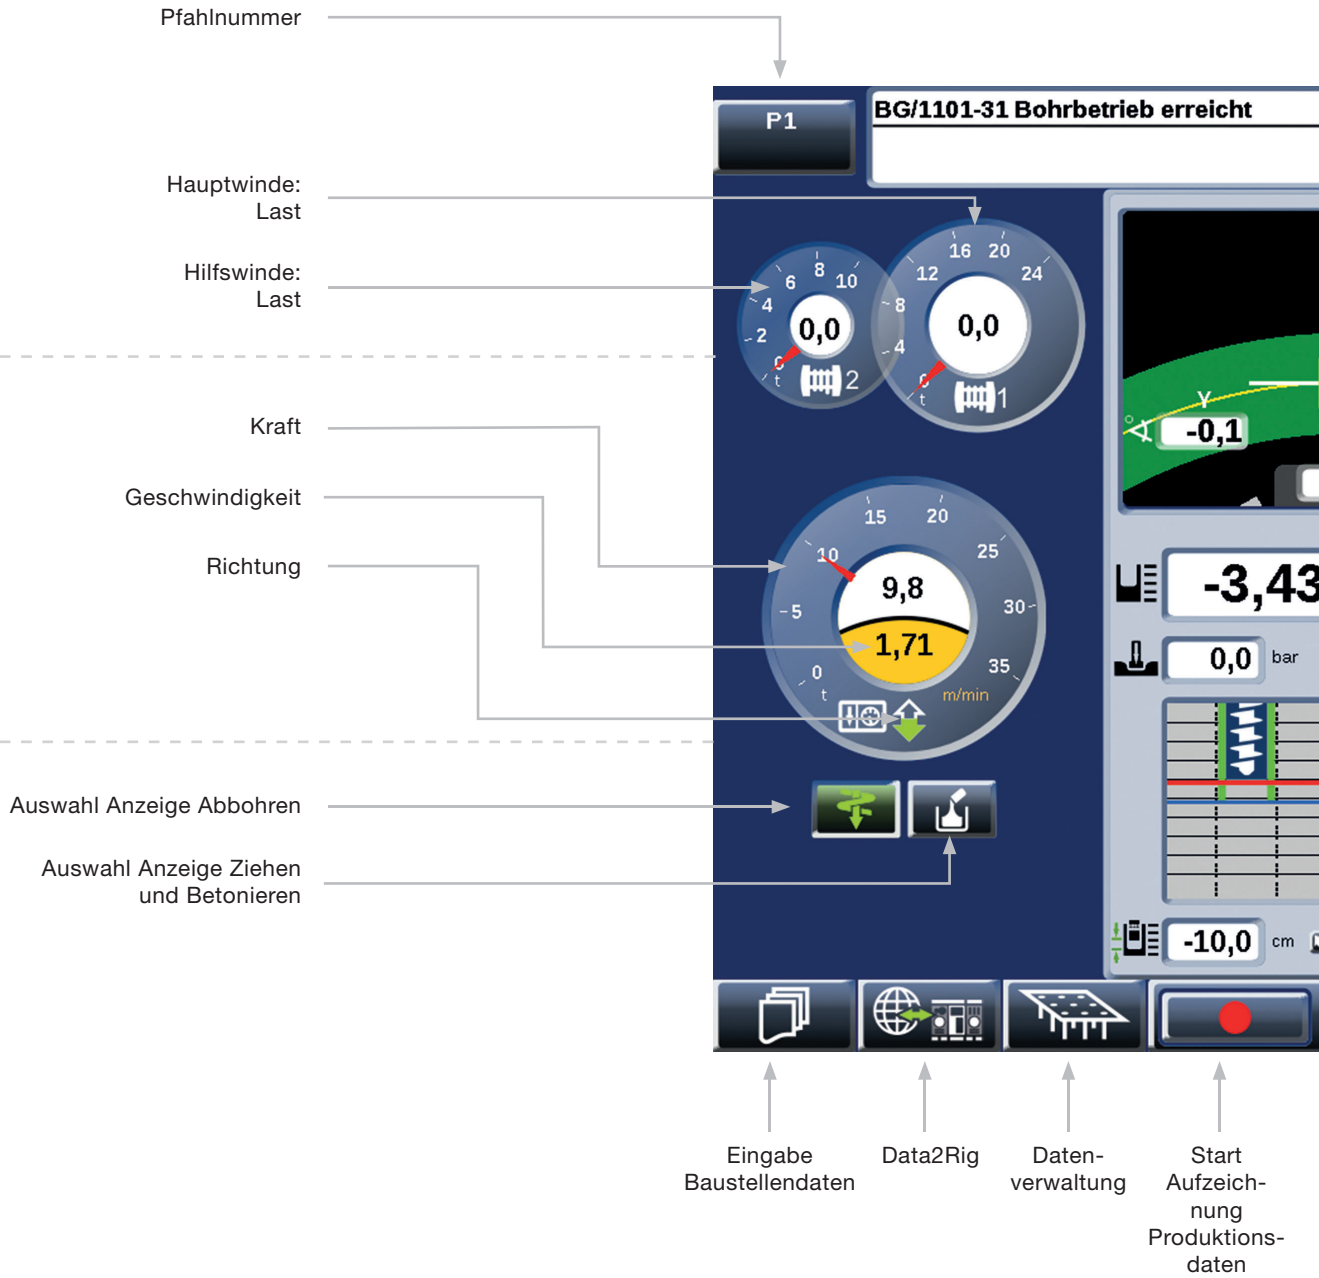 Pfahlnummer
P1
BG/1101-31 Bohrbetrieb erreicht
Hauptwinde:
Last
Hilfswinde:
Last
0 2 4 6 8 10
t
0,0
2
0 4 8 12 16 20 24
t
0,0
1
Y
-0,1
Kraft
Geschwindigkeit
Richtung
0 5 10 15 20 25 30 35
t
9,8
1,71
m/min
-3,43
0,0 bar
Auswahl Anzeige Abbohren
Auswahl Anzeige Ziehen
und Betonieren
-10,0 cm
Eingabe
Baustellendaten
Data2Rig
Daten-
verwaltung
Start
Aufzeich-
nung
Produktions-
daten